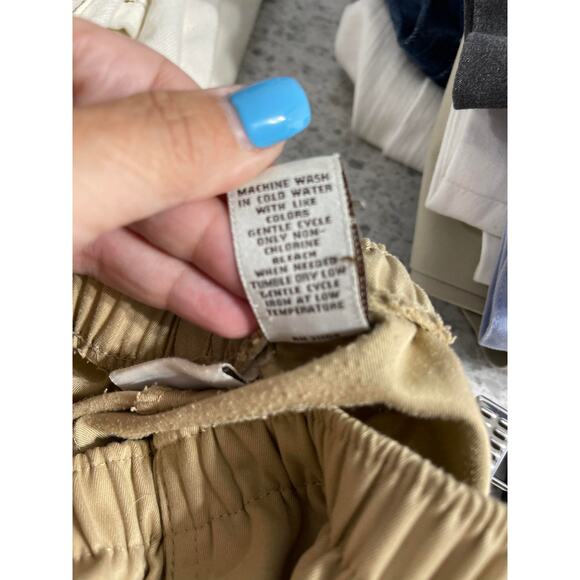 MACHINE WASH
IN COLD WATER
WITH LIKE
COLORS
GENTLE CYCLE
ONLY NON-
CHLORINE
BLEACH
WHEN NEEDED
TUMBLE DRY LOW
GENTLE CYCLE
IRON AT LOW
TEMPERATURE